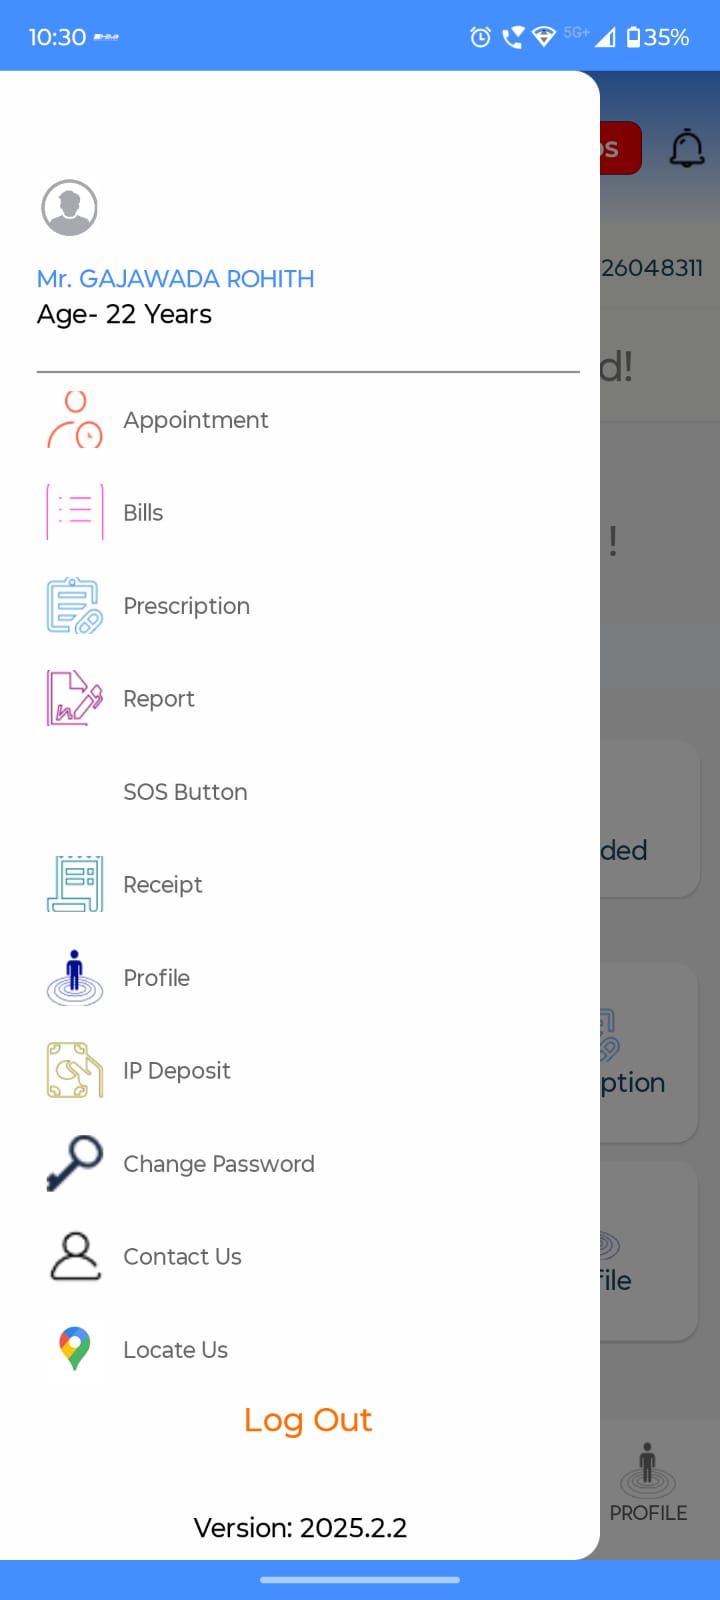 10:30
5G+ 35%
26048311
Mr. GAJAWADA ROHITH
Age- 22 Years
d!
Appointment
Bills
!
Prescription
Report
SOS Button
ded
Receipt
Profile
IP Deposit
ption
Change Password
Contact Us
ile
Locate Us
Log Out
PROFILE
Version: 2025.2.2